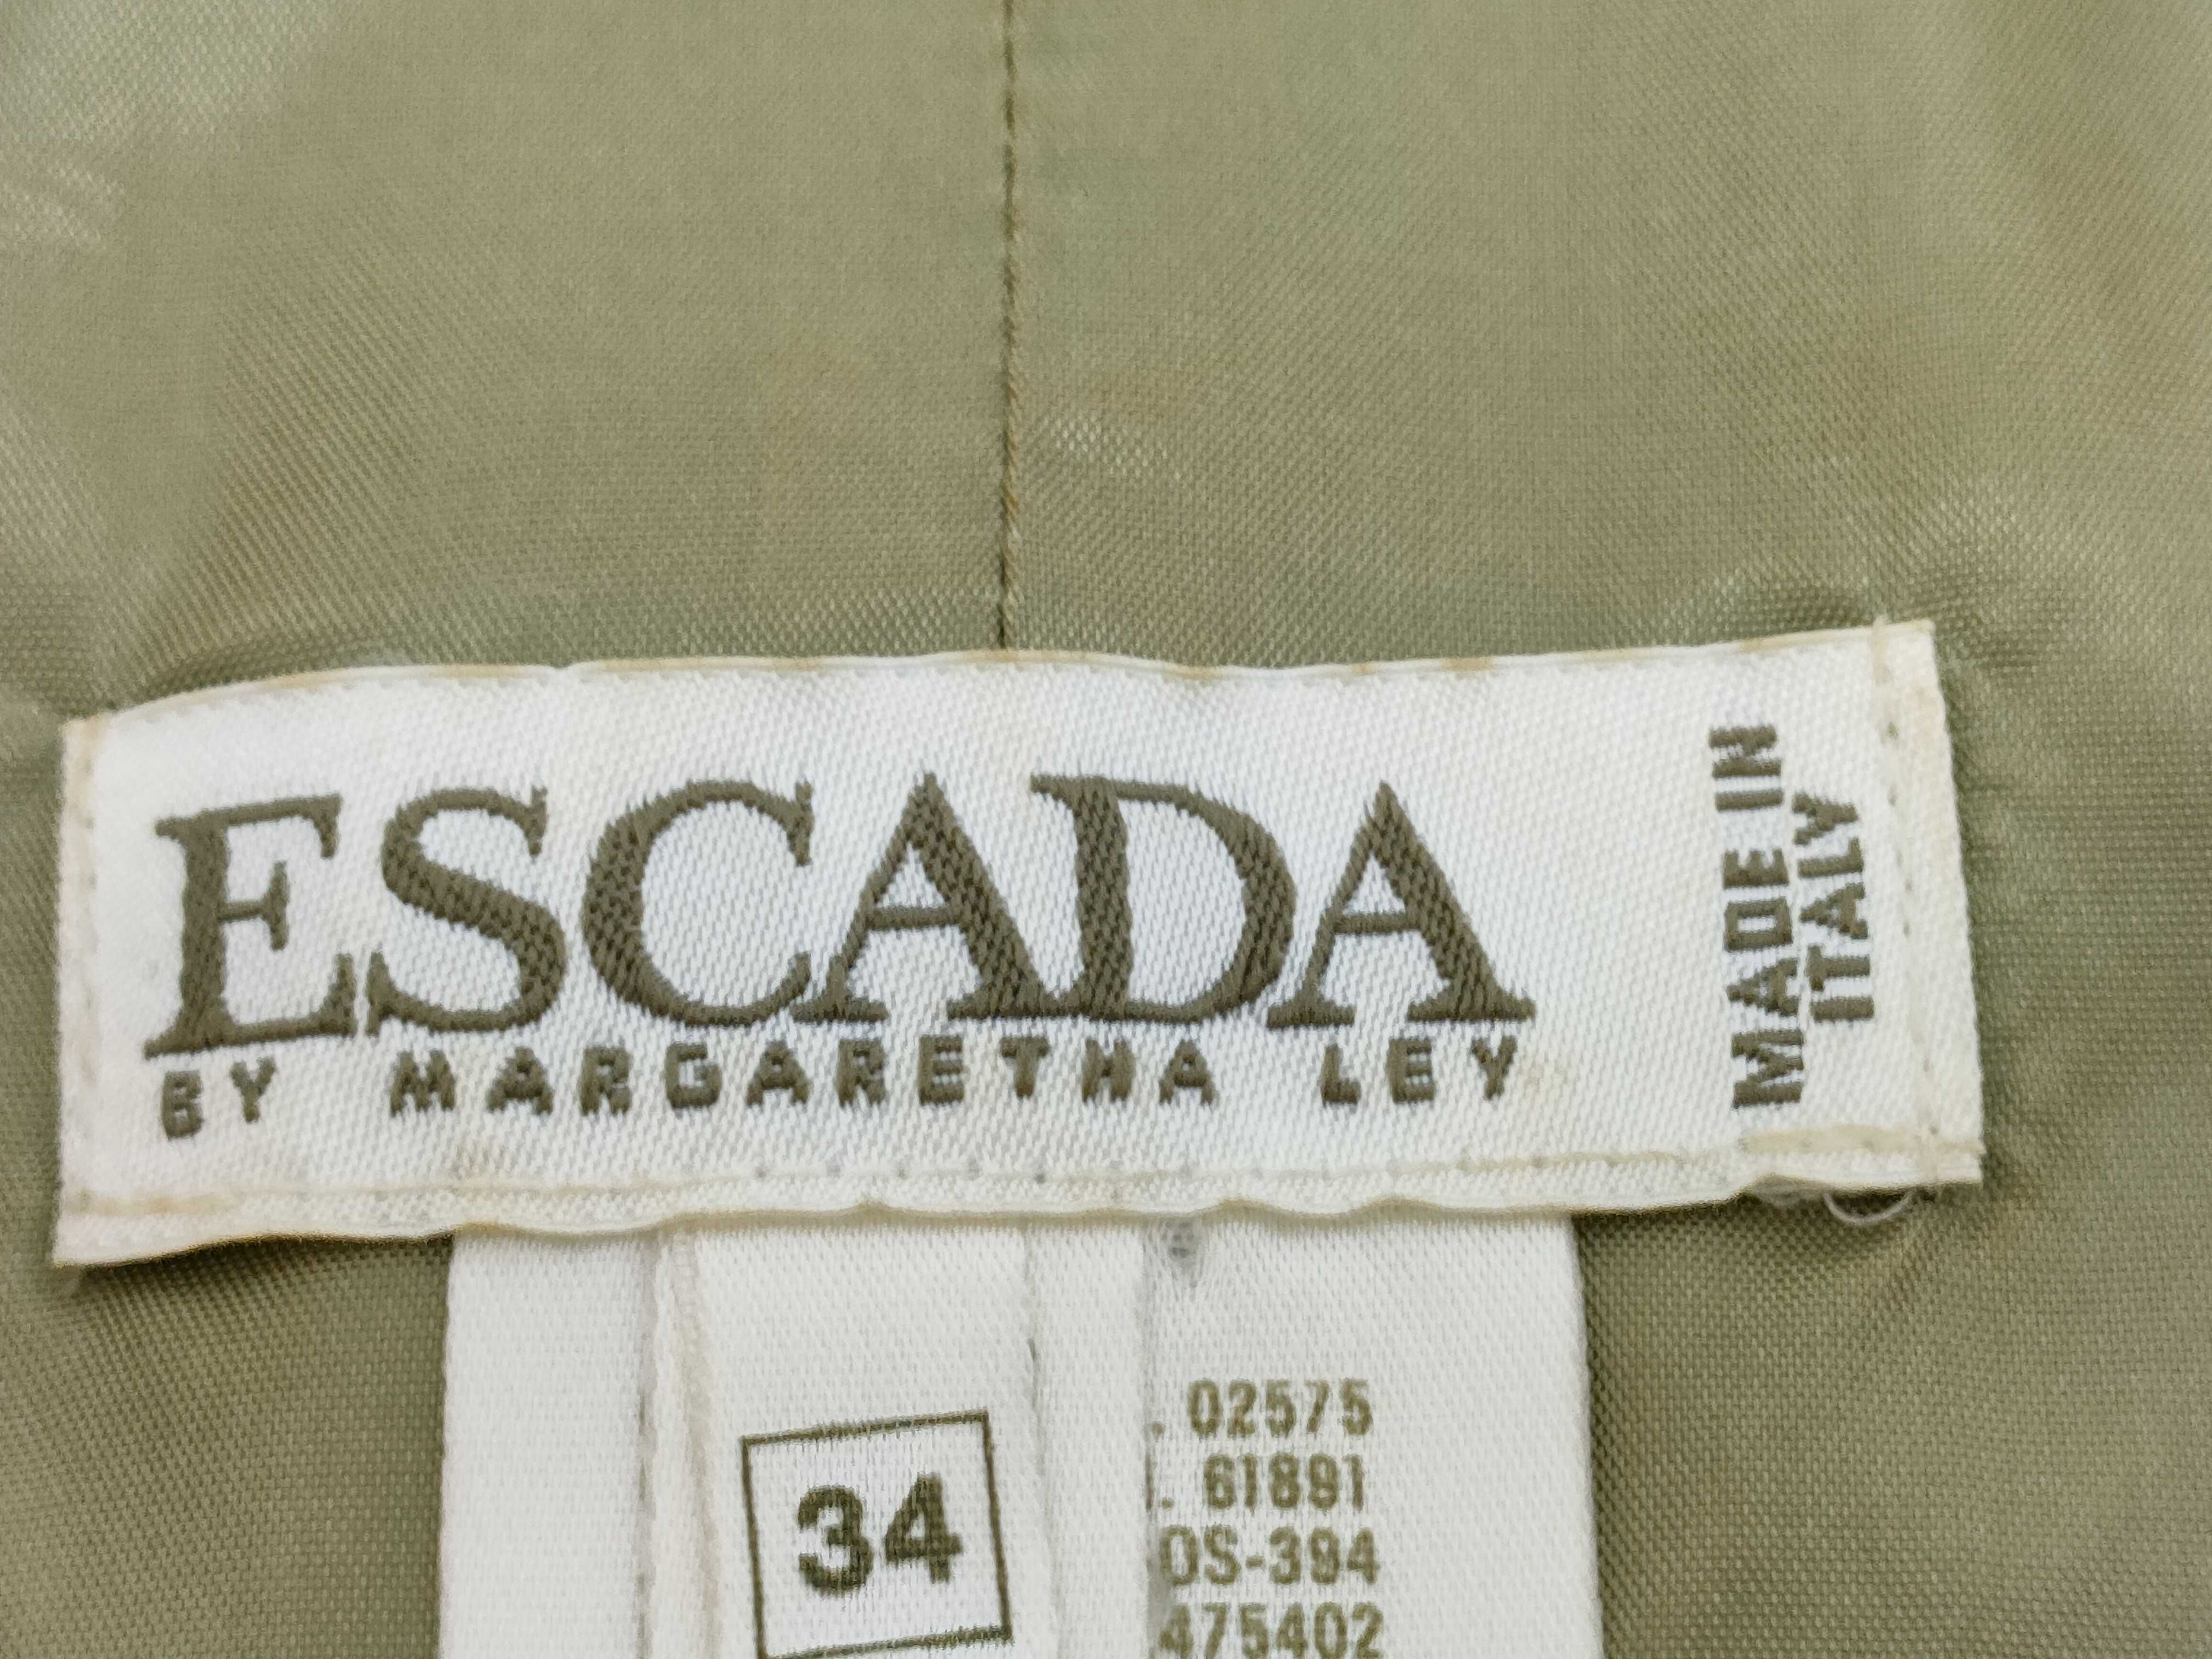 ESCADA
BY MARGARETHA LEY
MADE IN
ITALY
34
. 02575
. 61891
OS-394
475402